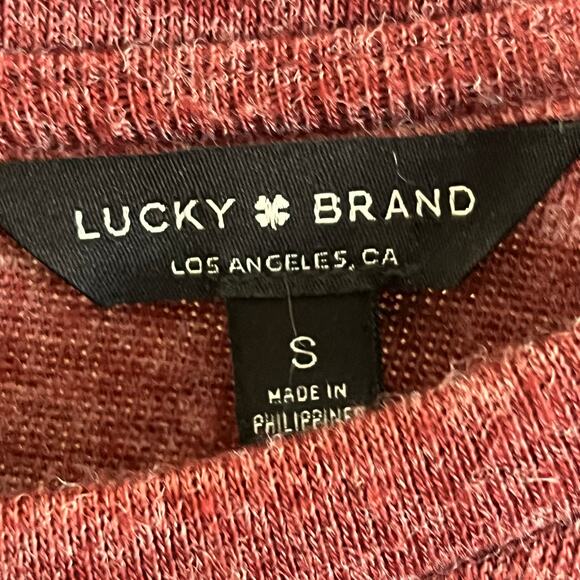 LUCKY BRAND
LOS ANGELES, CA
S
MADE IN
PHILIPPINES